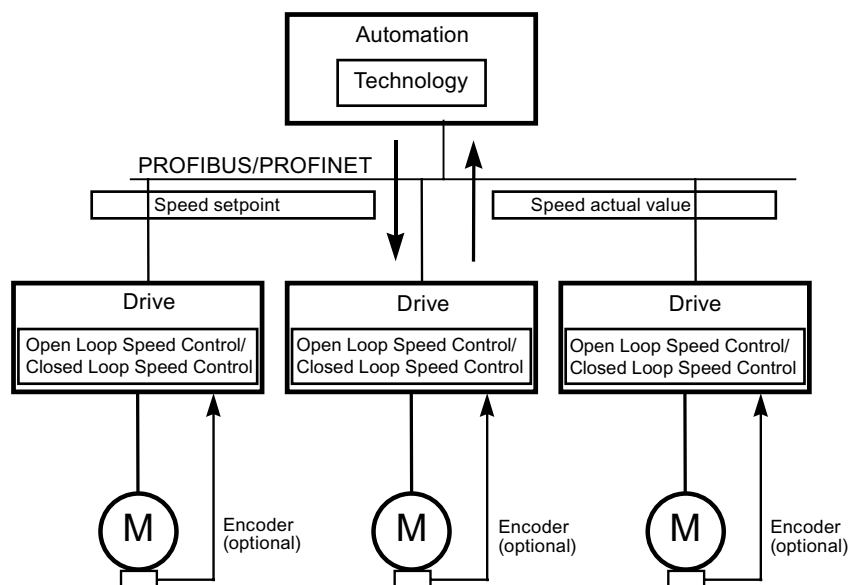 Automation
Technology
PROFIBUS/PROFINET
Speed setpoint
Speed actual value
Drive
Open Loop Speed Control/
Closed Loop Speed Control
Drive
Open Loop Speed Control/
Closed Loop Speed Control
Drive
Open Loop Speed Control/
Closed Loop Speed Control
M
Encoder
(optional)
M
Encoder
(optional)
M
Encoder
(optional)